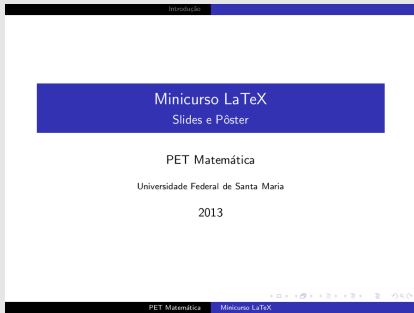 Introdução
Minicurso LaTeX
Slides e Pôster
PET Matemática
Universidade Federal de Santa Maria
2013
PET Matemática Minicurso LaTeX